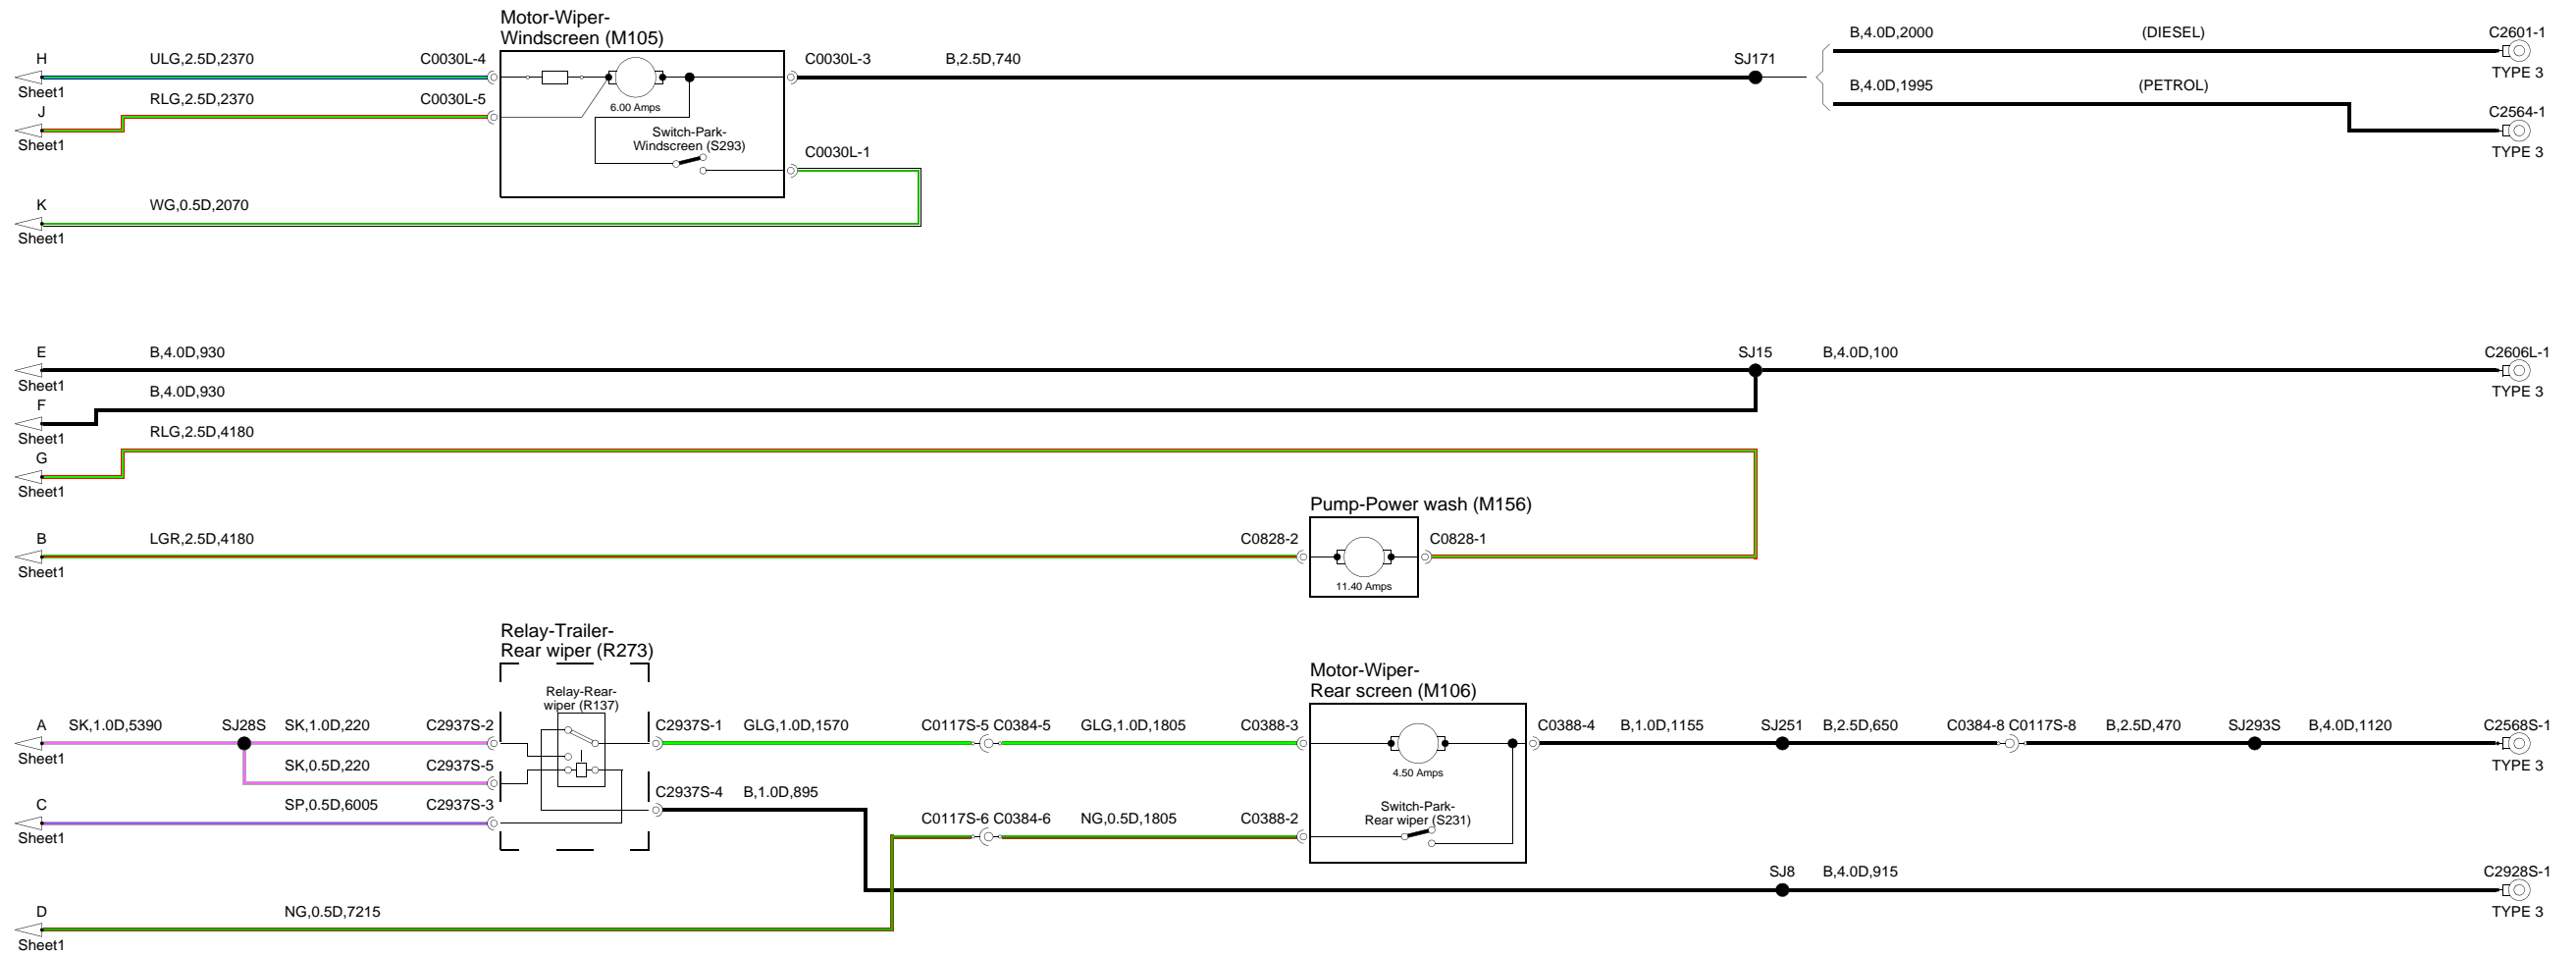 Motor-Wiper-
Windscreen (M105)
H
ULG,2.5D,2370
C0030L-4
C0030L-3
B,2.5D,740
SJ171
B,4.0D,2000
(DIESEL)
C2601-1
TYPE 3
Sheet1
J
RLG,2.5D,2370
C0030L-5
6.00 Amps
B,4.0D,1995
(PETROL)
C2564-1
TYPE 3
Sheet1
Switch-Park-
Windscreen (S293)
C0030L-1
K
WG,0.5D,2070
Sheet1
E
B,4.0D,930
SJ15
B,4.0D,100
C2606L-1
Sheet1
TYPE 3
F
B,4.0D,930
Sheet1
RLG,2.5D,4180
G
Sheet1
Pump-Power wash (M156)
B
LGR,2.5D,4180
C0828-2
C0828-1
Sheet1
11.40 Amps
Relay-Trailer-
Rear wiper (R273)
Motor-Wiper-
Rear screen (M106)
Relay-Rear-
wiper (R137)
A
SK,1.0D,5390
SJ28S
SK,1.0D,220
C2937S-2
C2937S-1
GLG,1.0D,1570
C0117S-5 C0384-5
GLG,1.0D,1805
C0388-3
C0388-4
B,1.0D,1155
SJ251
B,2.5D,650
C0384-8 C0117S-8
B,2.5D,470
SJ293S
B,4.0D,1120
C2568S-1
Sheet1
TYPE 3
SK,0.5D,220
C2937S-5
4.50 Amps
C
SP,0.5D,6005
C2937S-3
C2937S-4
B,1.0D,895
Sheet1
C0117S-6 C0384-6
NG,0.5D,1805
C0388-2
Switch-Park-
Rear wiper (S231)
SJ8
B,4.0D,915
C2928S-1
TYPE 3
D
NG,0.5D,7215
Sheet1